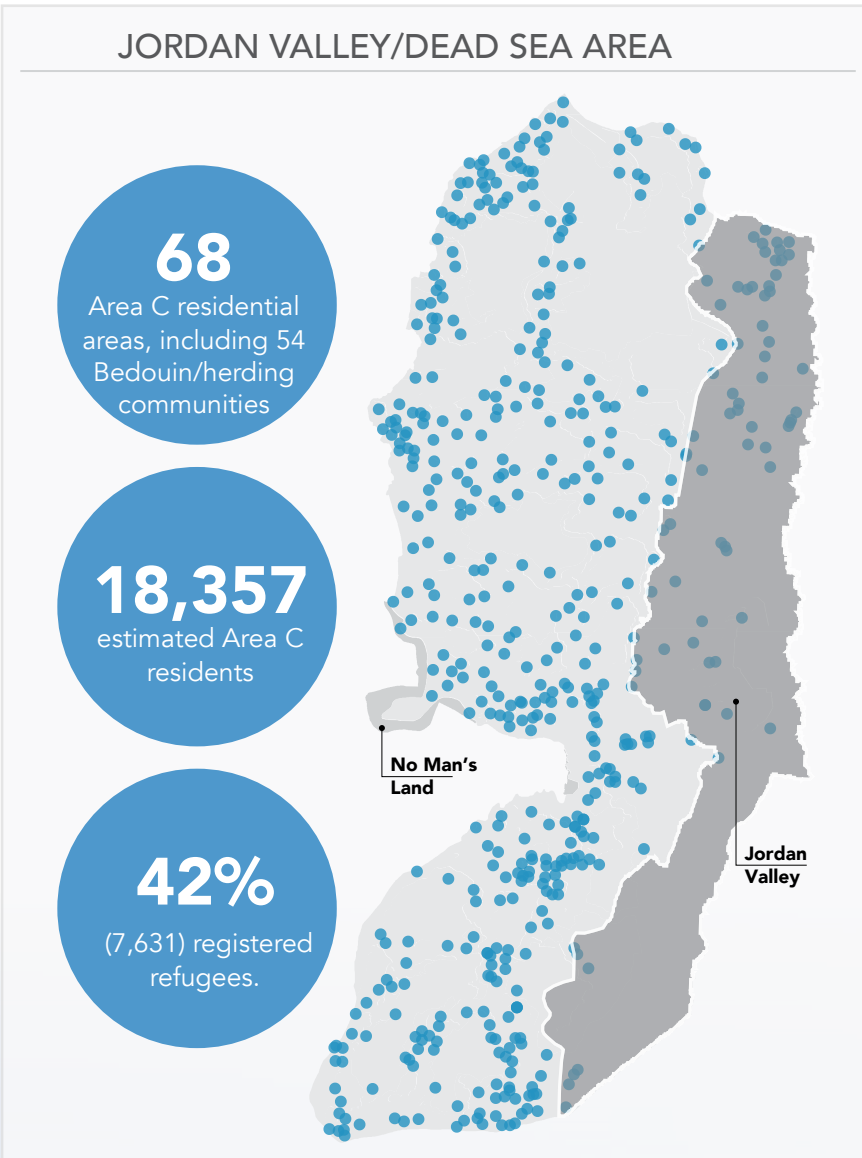 JORDAN VALLEY/DEAD SEA AREA
68
Area C residential
areas, including 54
Bedouin/herding
communities
18,357
estimated Area C
residents
42%
(7,631) registered
refugees.
No Man's
Land
Jordan
Valley